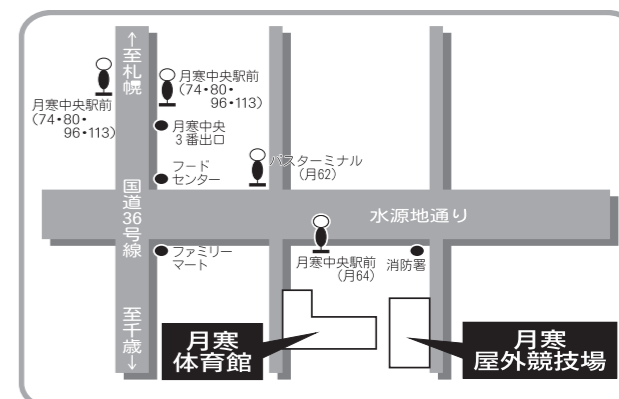 ↑至札幌
月寒中央駅前
(74・80・
96・113)
月寒中央駅前
(74・80・
96・113)
月寒中央
3番出口
フード
センター
バスターミナル
(月62)
国道36号線
水源地通り
ファミリー
マート
月寒中央駅前
(月64)
消防署
至千歳↓
月寒
体育館
月寒
屋外競技場